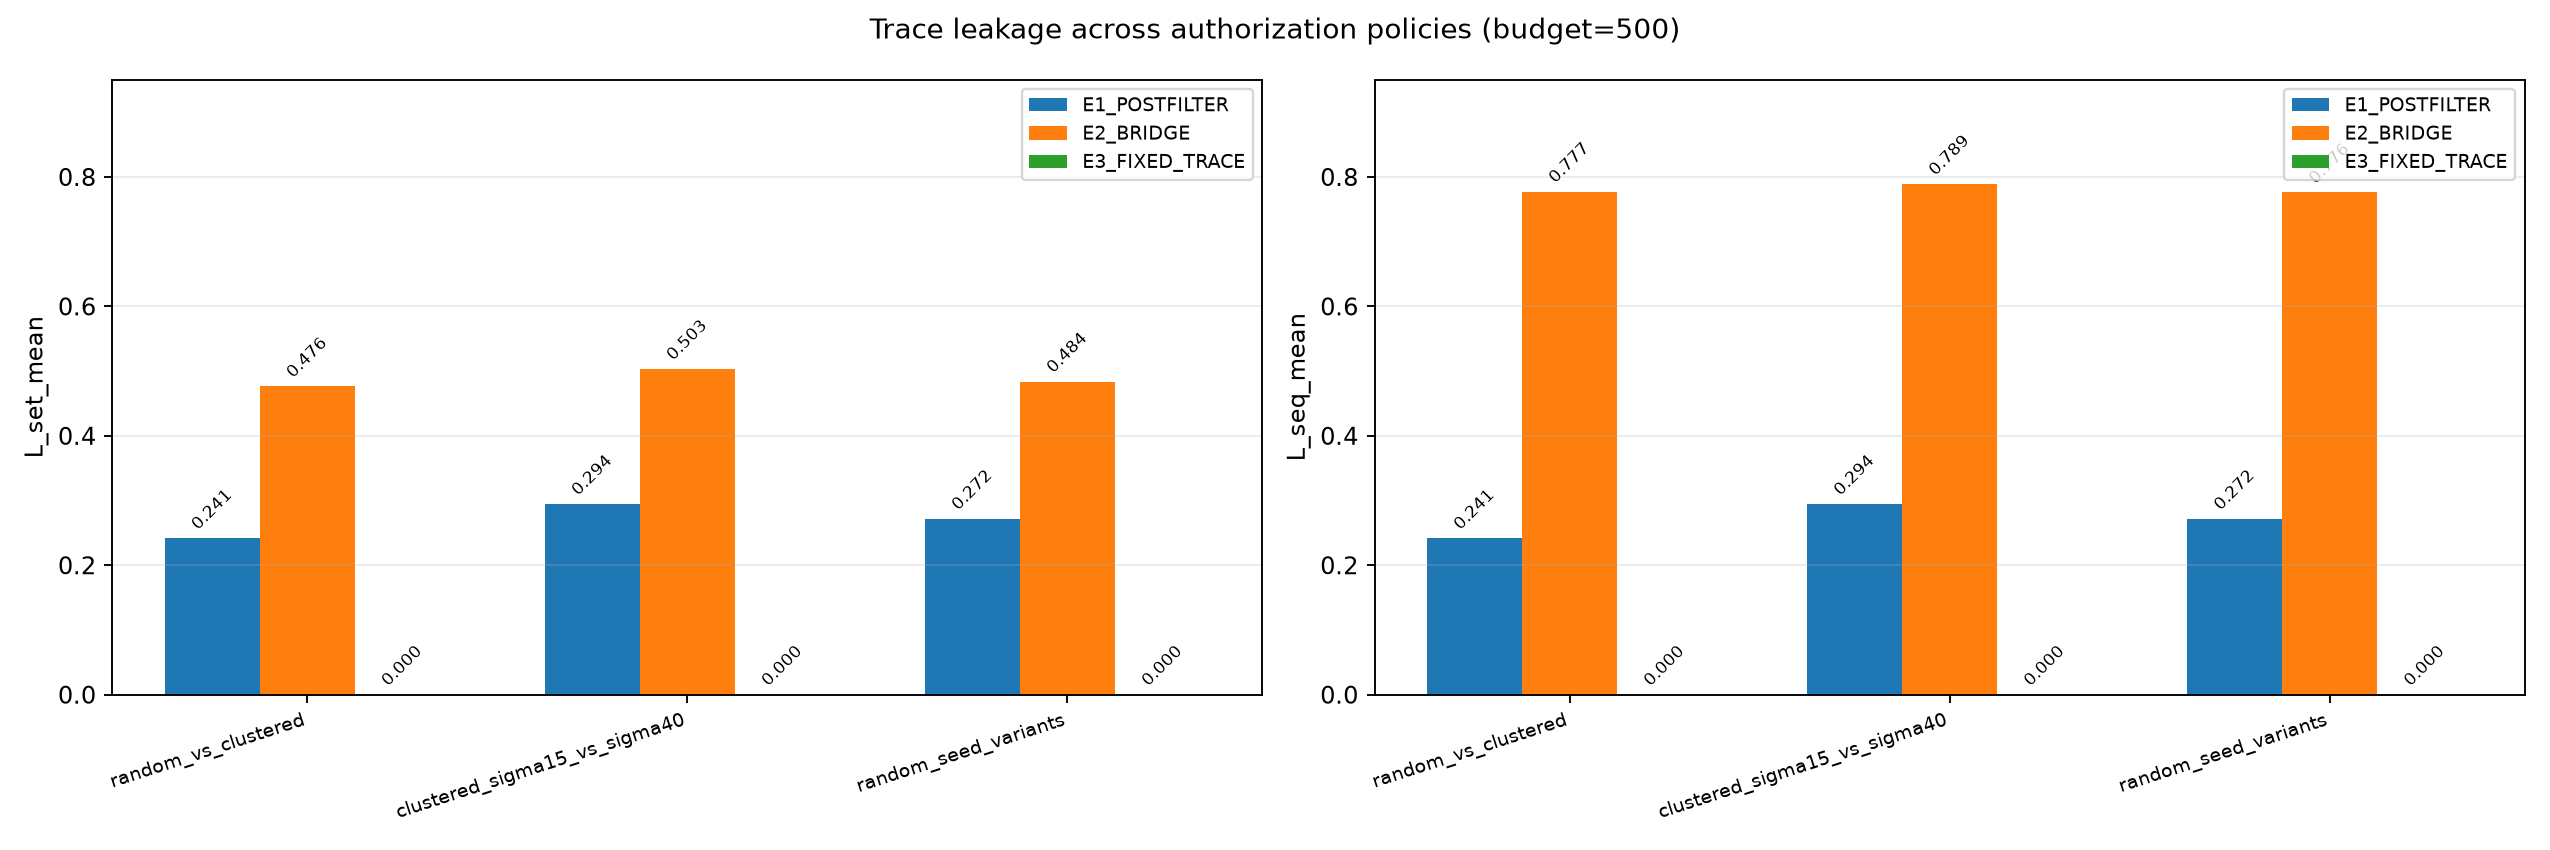 Trace leakage across authorization policies (budget=500)
L_set_mean
0.8
0.6
0.4
0.2
0.0
E1_POSTFILTER
E2_BRIDGE
E3_FIXED_TRACE
0.241
0.476
0.000
0.294
0.503
0.000
0.272
0.484
0.000
random_vs_clustered
clustered_sigma15_vs_sigma40
random_seed_variants
L_seq_mean
0.8
0.6
0.4
0.2
0.0
E1_POSTFILTER
E2_BRIDGE
E3_FIXED_TRACE
0.241
0.777
0.000
0.294
0.789
0.000
0.272
0.000
random_vs_clustered
clustered_sigma15_vs_sigma40
random_seed_variants